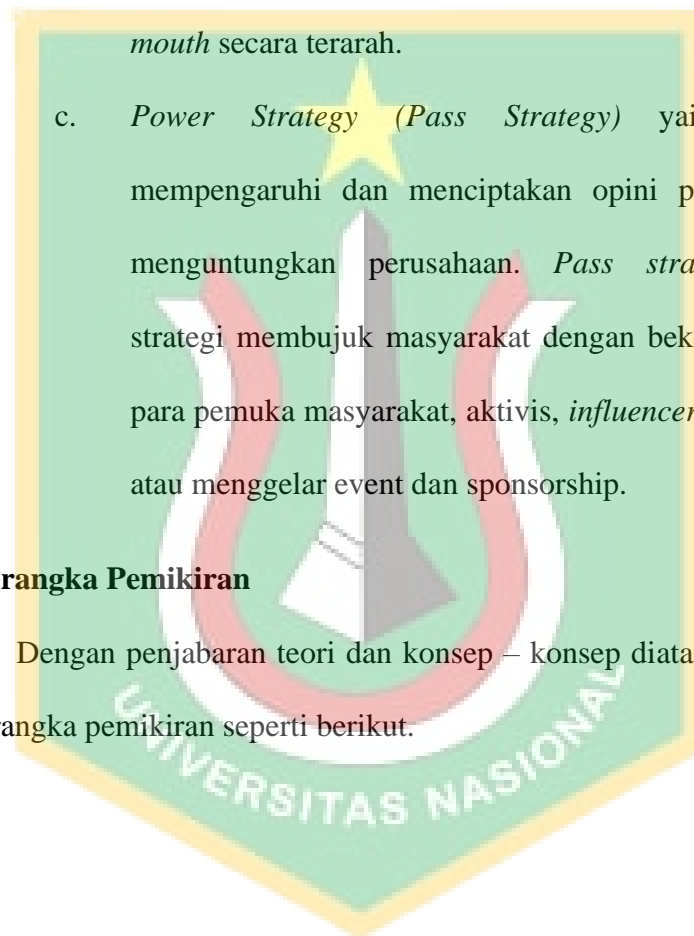 mouth secara terarah.
c. Power Strategy (Pass Strategy) yai
mempengaruhi dan menciptakan opini p
menguntungkan perusahaan. Pass stra
strategi membujuk masyarakat dengan bek
para pemuka masyarakat, aktivis, influencer
atau menggelar event dan sponsorship.
rangka Pemikiran
Dengan penjabaran teori dan konsep – konsep diata
rangka pemikiran seperti berikut.
UNIVERSITAS NASIONAL